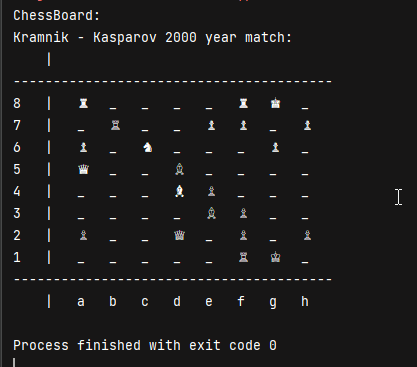 ChessBoard:
Kramnik - Kasparov 2000 year match:
|
-----------------------------------------
8 | ♜ _ _ _ _ ♜ ♚ _
7 | _ ♖ _ _ ♟ ♟ _ ♟
6 | ♟ _ ♞ _ _ _ ♟ _
5 | ♛ _ _ ♗ _ _ _ _
4 | _ _ _ ♝ ♙ _ _ _
3 | _ _ _ _ ♗ ♙ _ _
2 | ♙ _ _ ♕ _ ♙ _ ♙
1 | _ _ _ _ _ ♖ ♔ _
-----------------------------------------
| a b c d e f g h
Process finished with exit code 0